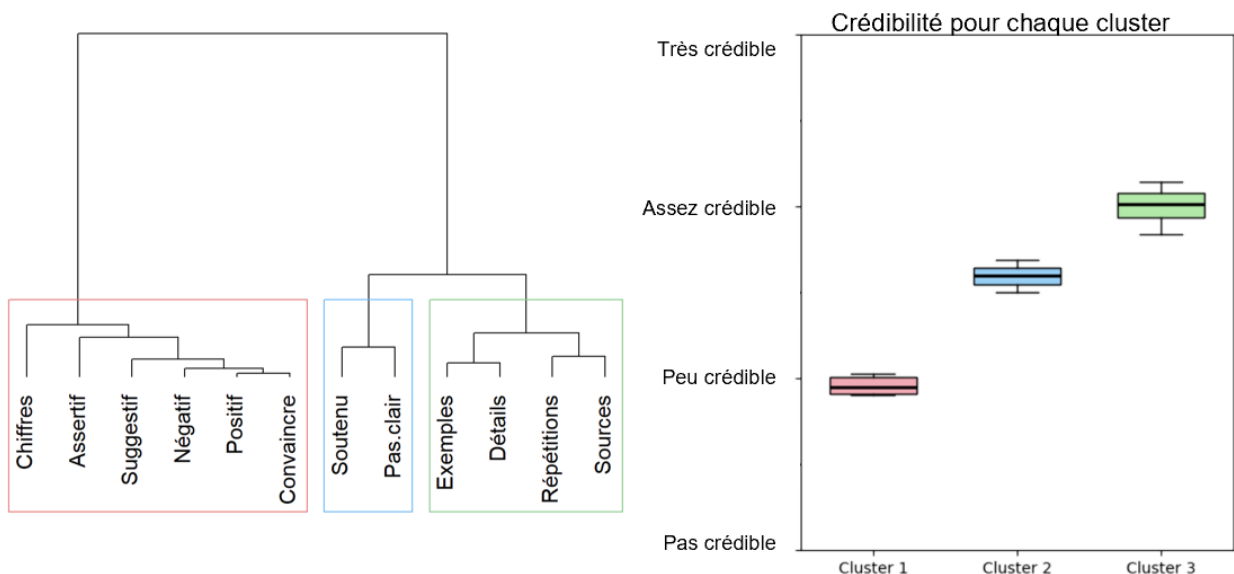 Crédibilité pour chaque cluster
Très crédible
Assez crédible
Peu crédible
Pas crédible
Chiffres
Assertif
Suggestif
Négatif
Positif
Convaincre
Soutenu
Pas.clair
Exemples
Détails
Répétitions
Sources
Cluster 1
Cluster 2
Cluster 3